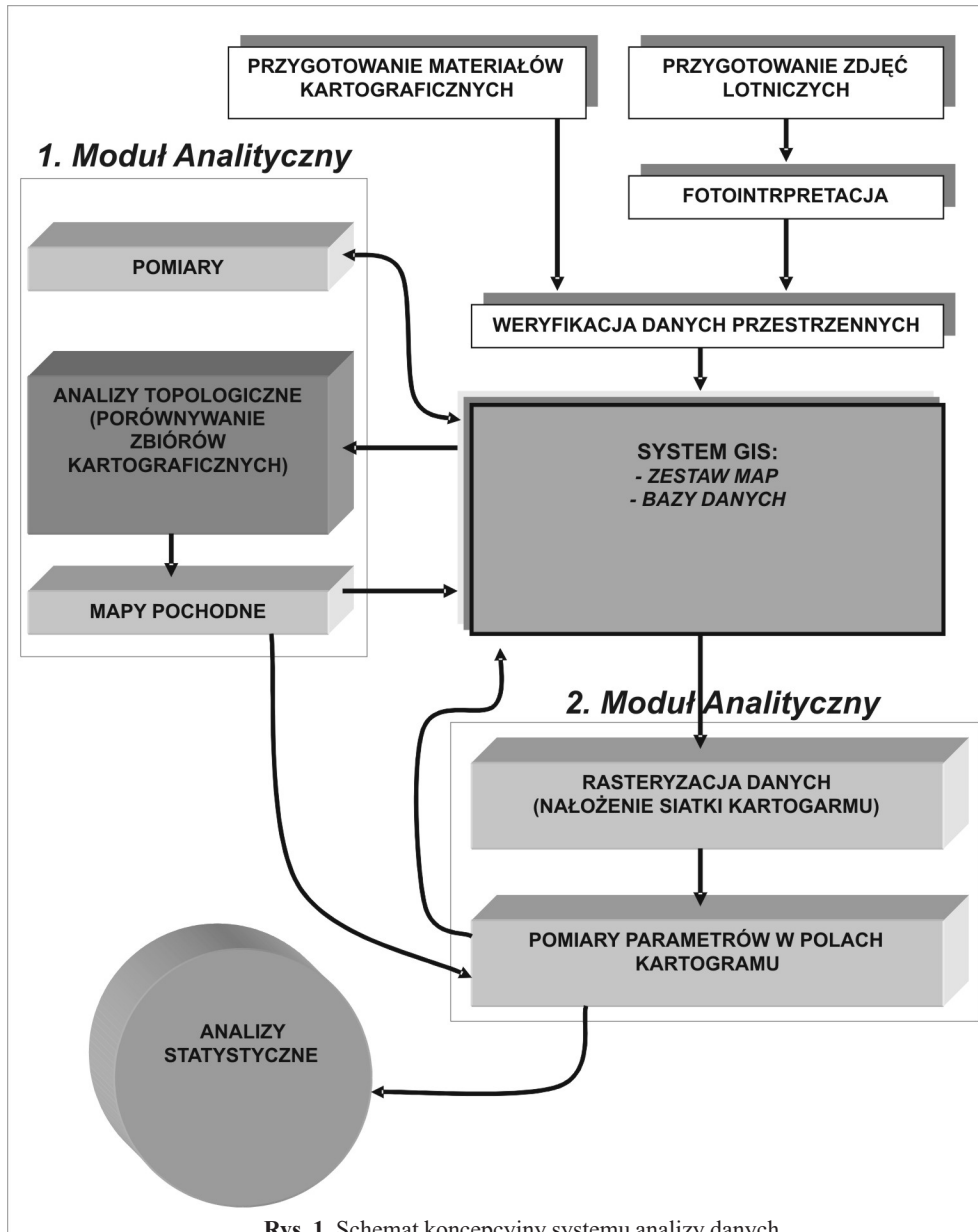 PRZYGOTOWANIE MATERIAŁÓW
KARTOGRAFICZNYCH
PRZYGOTOWANIE ZDJĘĆ
LOTNICZYCH
1. Moduł Analityczny
FOTOINTRPRETACJA
POMIARY
WERYFIKACJA DANYCH PRZESTRZENNYCH
ANALIZY TOPOLOGICZNE
(PORÓWNYWANIE
ZBIÓRÓW
KARTOGRAFICZNYCH)
SYSTEM GIS:
- ZESTAW MAP
- BAZY DANYCH
MAPY POCHODNE
2. Moduł Analityczny
RASTERYZACJA DANYCH
(NAŁOŻENIE SIATKI KARTOGARMU)
POMIARY PARAMETRÓW W POLACH
KARTOGRAMU
ANALIZY
STATYSTYCZNE
Rys. 1. Schemat koncepcyjny systemu analizy danych